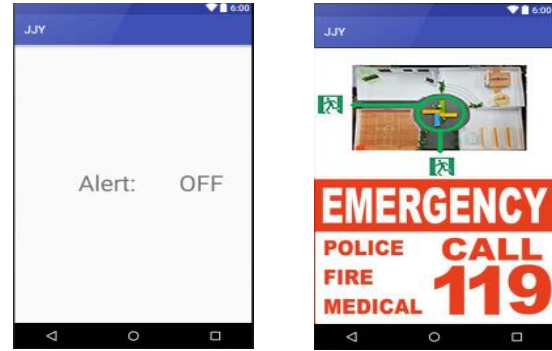 6:00
JJY
Alert: OFF
6:00
JJY
EMERGENCY
POLICE
FIRE
MEDICAL
CALL
119